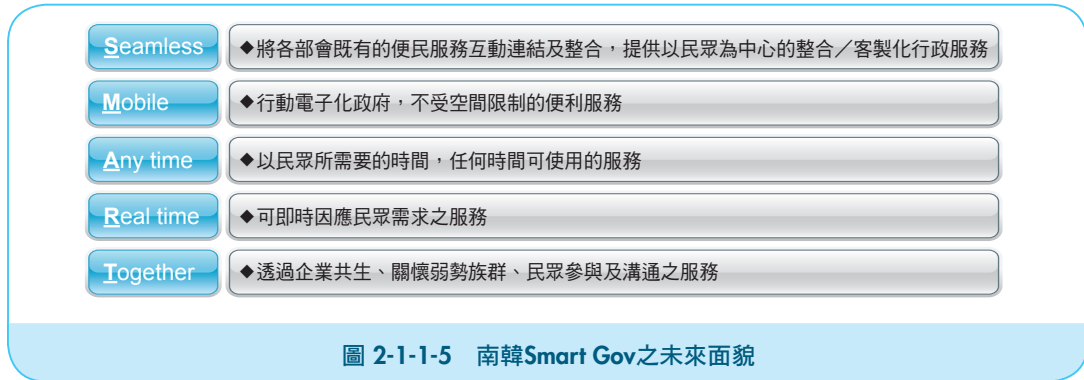 Seamless ◆將各部會既有的便民服務互動連結及整合，提供以民眾為中心的整合／客製化行政服務
Mobile ◆行動電子化政府，不受空間限制的便利服務
Any time ◆以民眾所需要的時間，任何時間可使用的服務
Real time ◆可即時因應民眾需求之服務
Together ◆透過企業共生、關懷弱勢族群、民眾參與及溝通之服務
圖 2-1-1-5 南韓Smart Gov之未來面貌